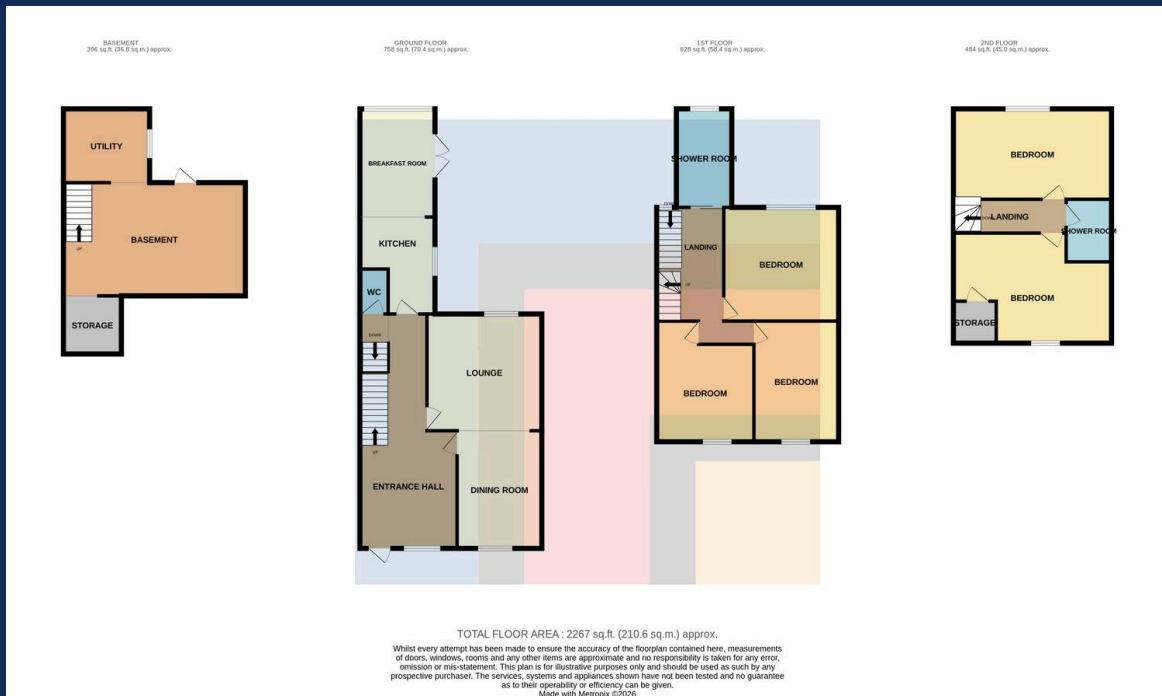 BASEMENT
396 sq.ft. (36.8 sq.m.) approx.
GROUND FLOOR
758 sq.ft. (70.4 sq.m.) approx.
1ST FLOOR
628 sq.ft. (58.4 sq.m.) approx.
2ND FLOOR
484 sq.ft. (45.0 sq.m.) approx.
UTILITY
BASEMENT
UP
STORAGE
BREAKFAST ROOM
KITCHEN
WC
DOWN
LOUNGE
UP
ENTRANCE HALL
DINING ROOM
SHOWER ROOM
DOWN
LANDING
BEDROOM
UP
BEDROOM
BEDROOM
BEDROOM
LANDING
DOWN
SHOWER ROOM
BEDROOM
STORAGE
TOTAL FLOOR AREA : 2267 sq.ft. (210.6 sq.m.) approx.
Whilst every attempt has been made to ensure the accuracy of the floorplan contained here, measurements
of doors, windows, rooms and any other items are approximate and no responsibility is taken for any error,
omission or mis-statement. This plan is for illustrative purposes only and should be used as such by any
prospective purchaser. The services, systems and appliances shown have not been tested and no guarantee
as to their operability or efficiency can be given.
Made with Metropix ©2026